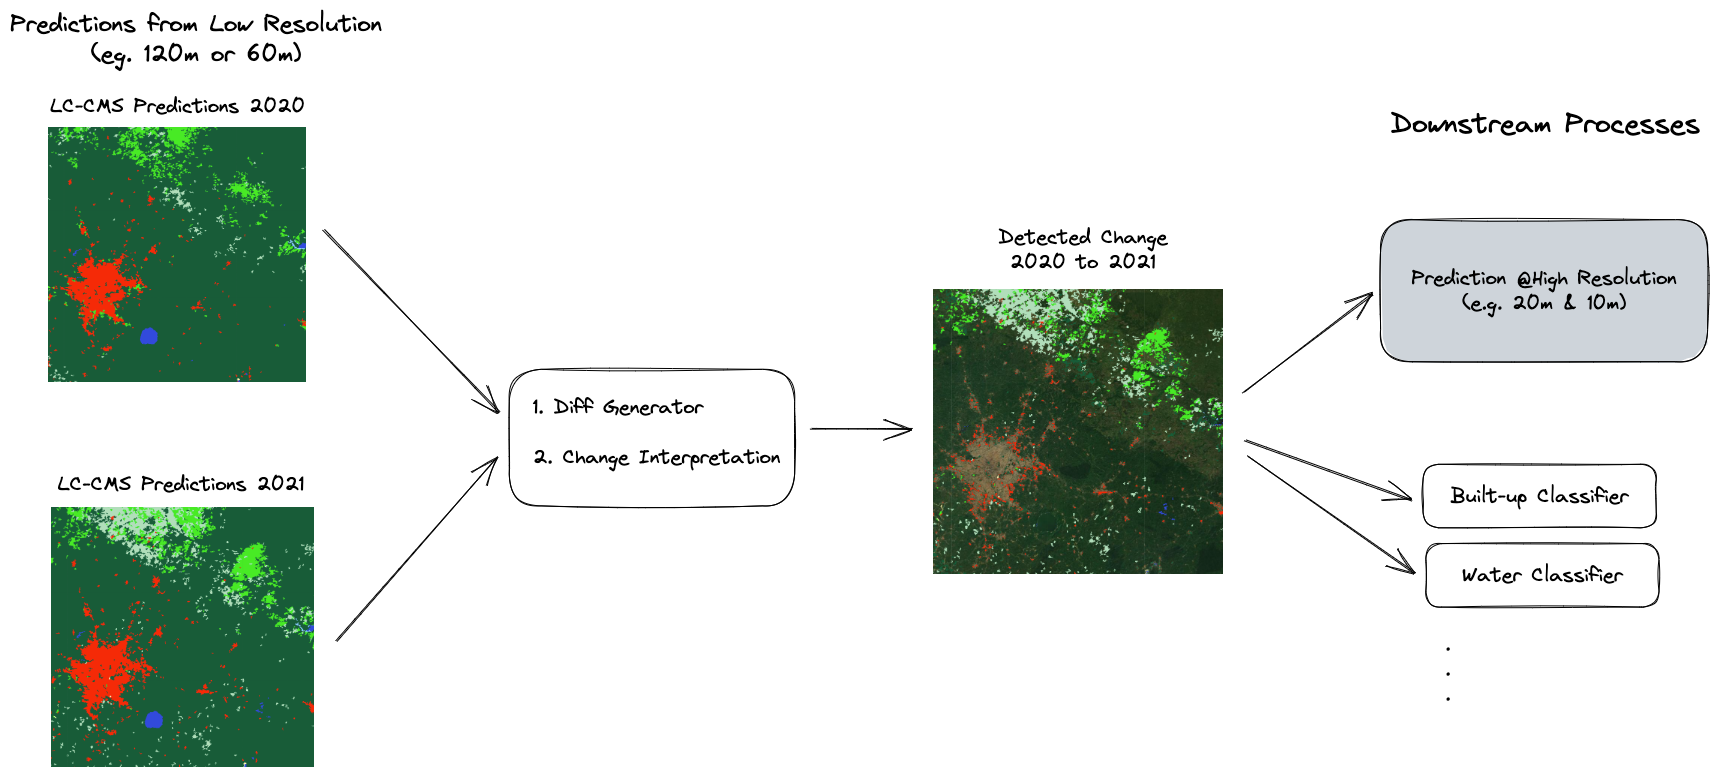 Predictions from Low Resolution
(eg. 120m or 60m)
LC-CMS Predictions 2020
LC-CMS Predictions 2021
1. Diff Generator
2. Change Interpretation
Detected Change
2020 to 2021
Downstream Processes
Prediction @High Resolution
(e.g. 20m & 10m)
Built-up Classifier
Water Classifier
.
.
.